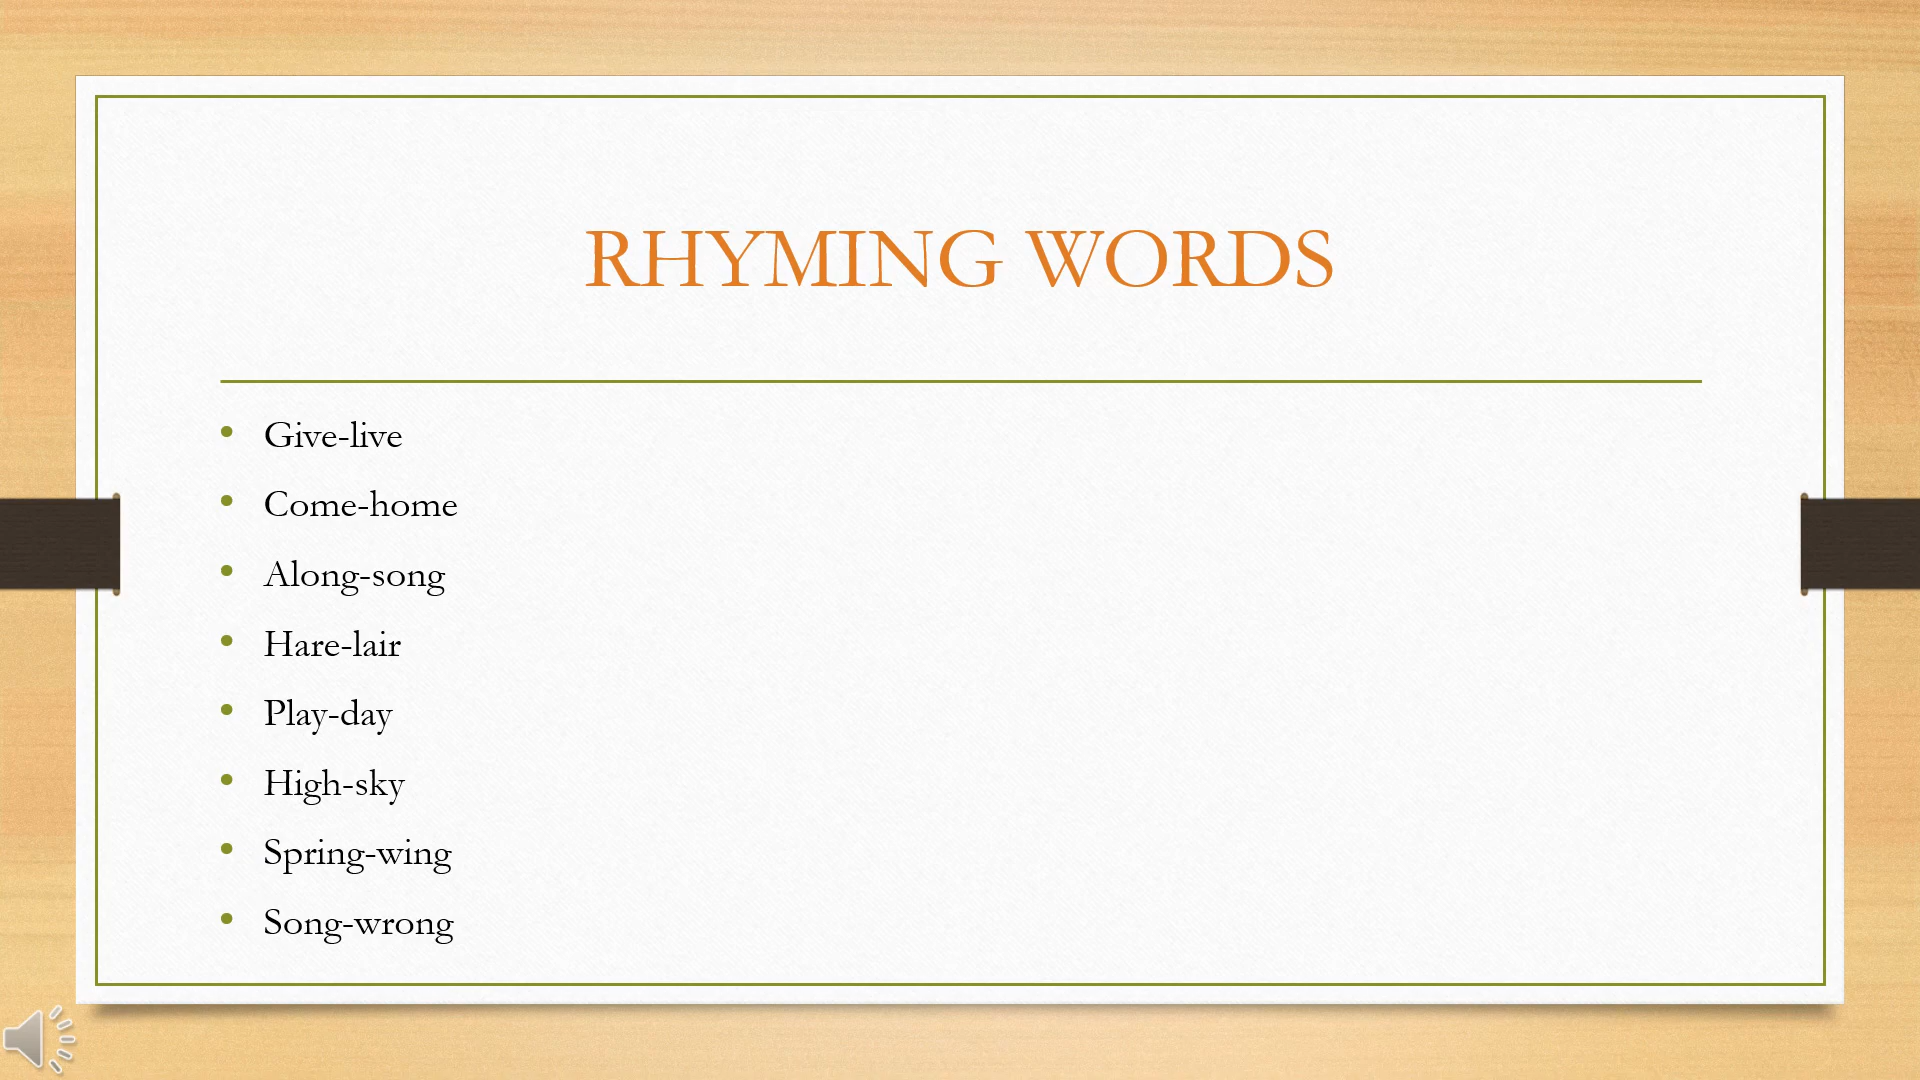 RHYMING WORDS
• Give-live
• Come-home
• Along-song
• Hare-lair
• Play-day
• High-sky
• Spring-wing
• Song-wrong